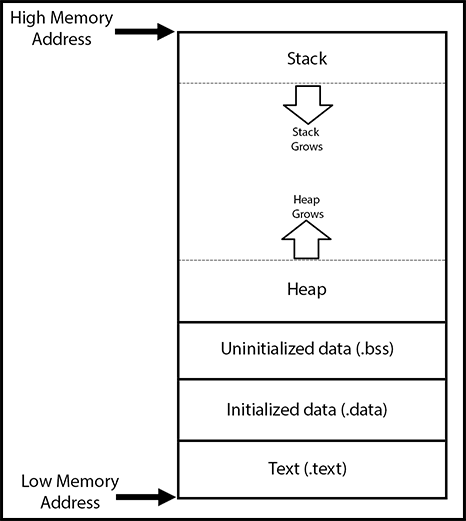 High Memory
Address
Stack
Stack
Grows
Heap
Grows
Heap
Uninitialized data (.bss)
Initialized data (.data)
Text (.text)
Low Memory
Address